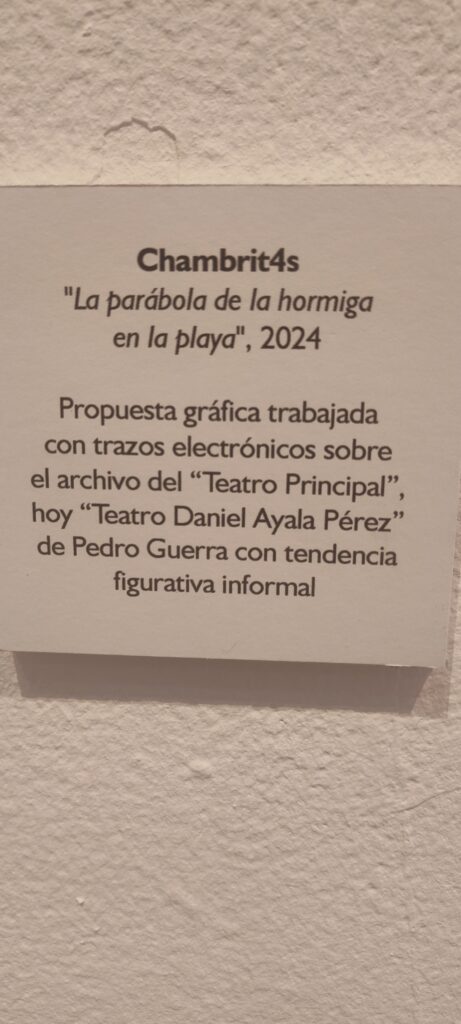 Chambrit4s
"La parábola de la hormiga
en la playa", 2024
Propuesta gráfica trabajada
con trazos electrónicos sobre
el archivo del “Teatro Principal”,
hoy “Teatro Daniel Ayala Pérez”
de Pedro Guerra con tendencia
figurativa informal